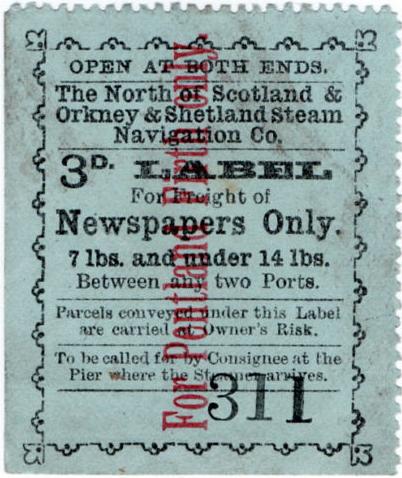 OPEN AT BOTH ENDS.
The North of Scotland &
Orkney & Shetland Steam
Navigation Co.
3D. LABEL
For Freight of
Newspapers Only.
7 lbs. and under 14 lbs.
Between any two Ports.
Parcels conveyed under this Label
are carried at Owner's Risk.
To be called for by Consignee at the
Pier where the Steamer arrives.
311
For Pentland Firth only.